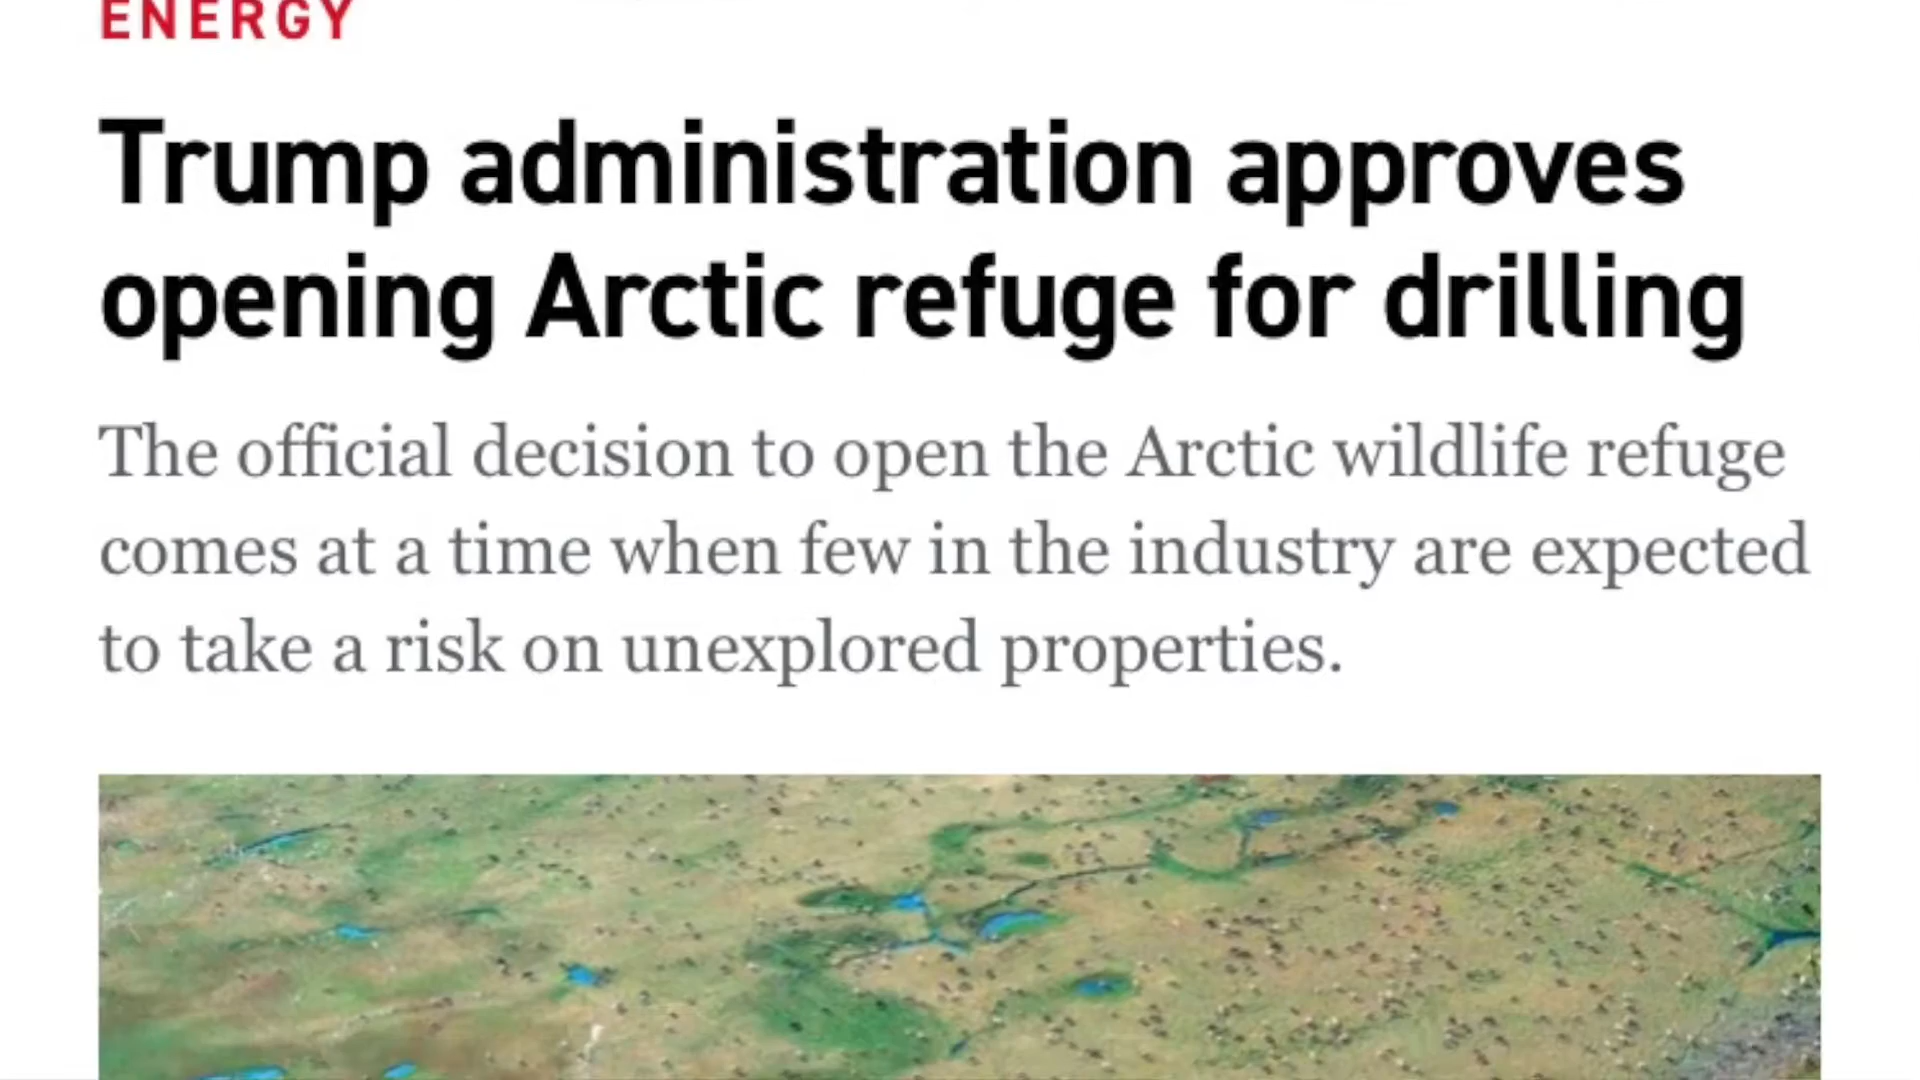 ENERGY
Trump administration approves
opening Arctic refuge for drilling
The official decision to open the Arctic wildlife refuge
comes at a time when few in the industry are expected
to take a risk on unexplored properties.